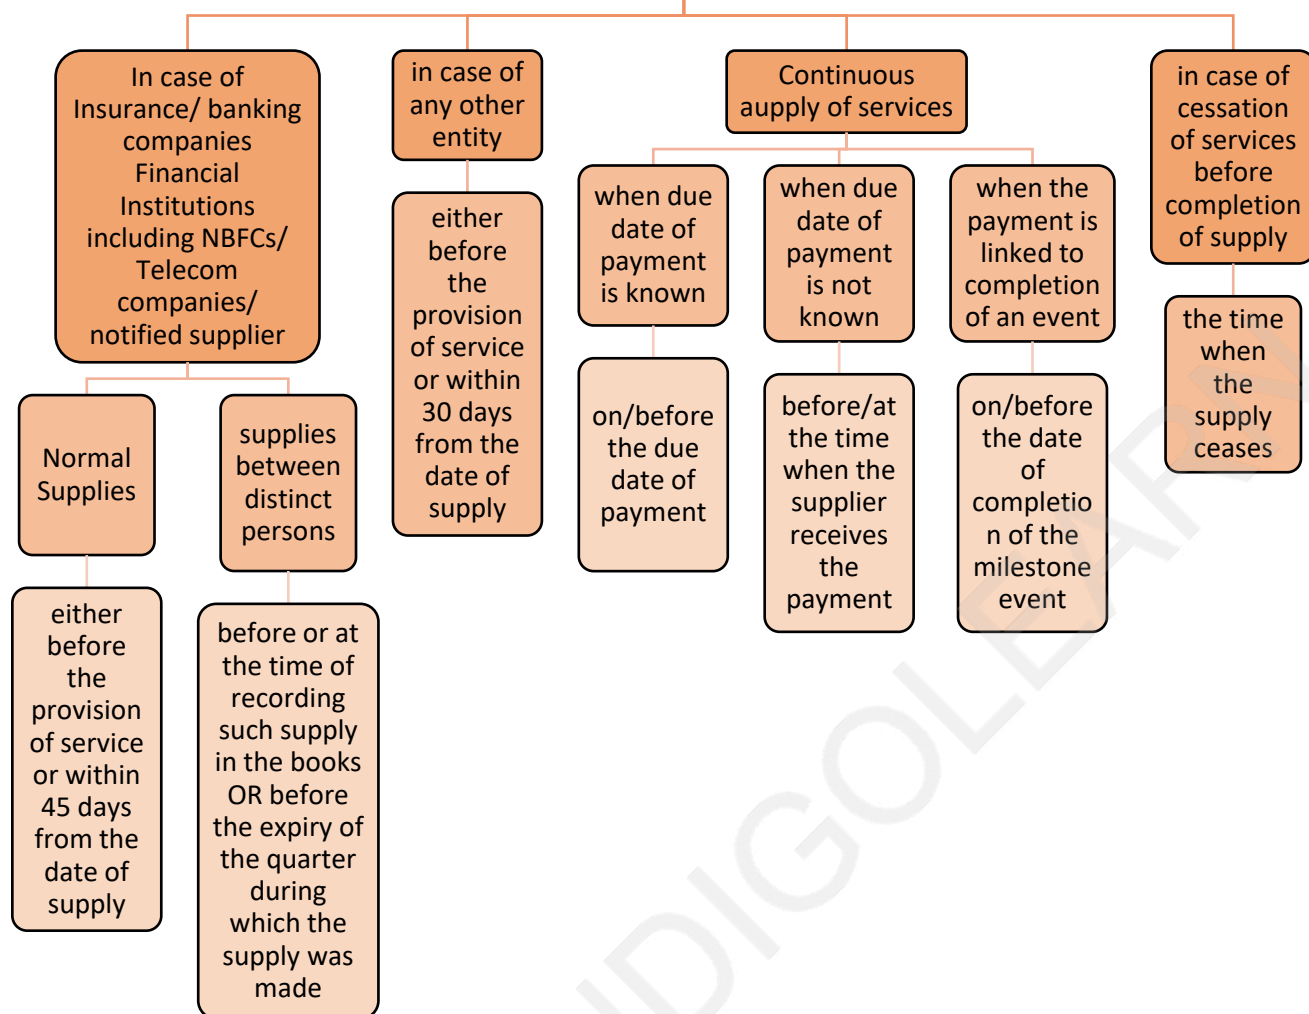 In case of
Insurance/ banking
companies
Financial
Institutions
including NBFCs/
Telecom
companies/
notified supplier
Normal
Supplies
either
before
the
provision
of service
or within
45 days
from the
date of
supply
supplies
between
distinct
persons
before or at
the time of
recording
such supply
in the books
OR before
the expiry of
the quarter
during
which the
supply was
made
in case of
any other
entity
either
before
the
provision
of service
or within
30 days
from the
date of
supply
Continuous
aupply of services
when due
date of
payment
is known
on/before
the due
date of
payment
when due
date of
payment
is not
known
before/at
the time
when the
supplier
receives
the
payment
when the
payment is
linked to
completion
of an event
on/before
the date
of
completio
n of the
milestone
event
in case of
cessation
of services
before
completion
of supply
the time
when
the
supply
ceases
NDIGOLEARN